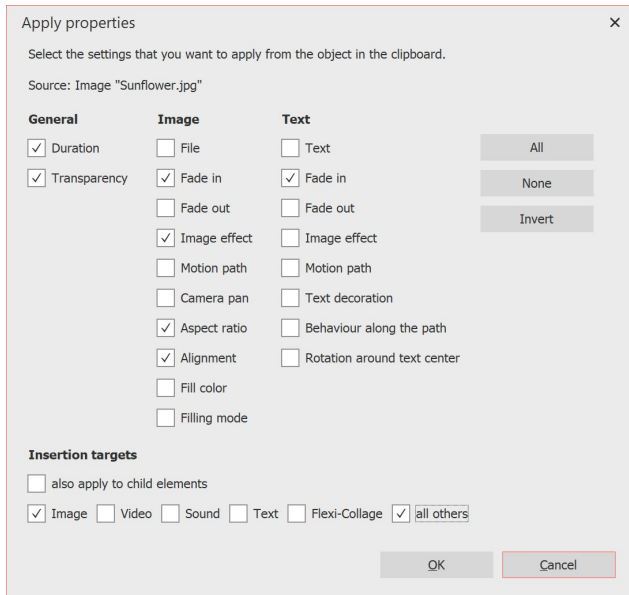 Apply properties
Select the settings that you want to apply from the object in the clipboard.
Source: Image "Sunflower.jpg"
General Image Text
Duration File Text All
Transparency Fade in Fade in None
Fade out Fade out Invert
Image effect Image effect
Motion path Motion path
Camera pan Text decoration
Aspect ratio Behaviour along the path
Alignment Rotation around text center
Fill color
Filling mode
Insertion targets
also apply to child elements
Image Video Sound Text Flexi-Collage all others
OK Cancel